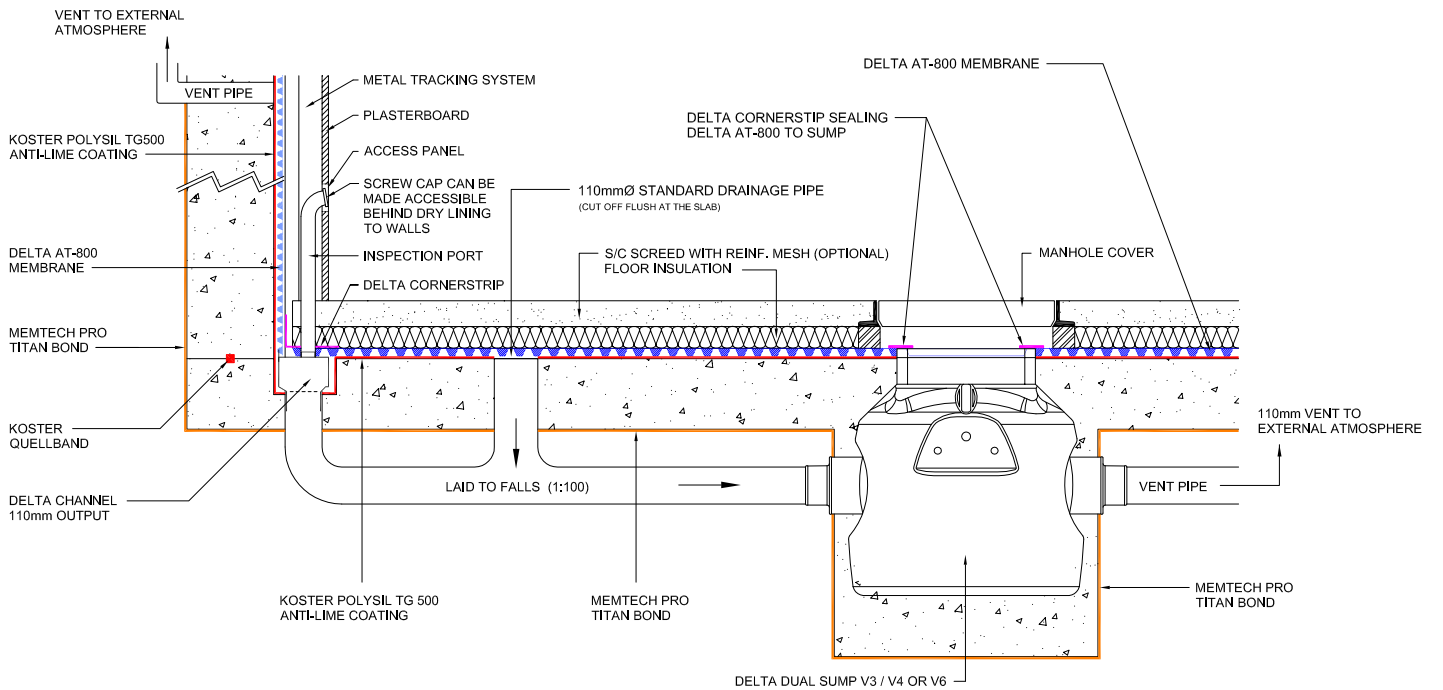 VENT TO EXTERNAL
ATMOSPHERE
VENT PIPE
KOSTER POLYSIL TG500
ANTI-LIME COATING
DELTA AT-800
MEMBRANE
MEMTECH PRO
TITAN BOND
KOSTER
QUELLBAND
DELTA CHANNEL
110mm OUTPUT
METAL TRACKING SYSTEM
PLASTERBOARD
ACCESS PANEL
SCREW CAP CAN BE
MADE ACCESSIBLE
BEHIND DRY LINING
TO WALLS
INSPECTION PORT
DELTA CORNERSTRIP
110mmØ STANDARD DRAINAGE PIPE
(CUT OFF FLUSH AT THE SLAB)
S/C SCREED WITH REINF. MESH (OPTIONAL)
FLOOR INSULATION
DELTA CORNERSTIP SEALING
DELTA AT-800 TO SUMP
DELTA AT-800 MEMBRANE
MANHOLE COVER
110mm VENT TO
EXTERNAL ATMOSPHERE
LAID TO FALLS (1:100)
VENT PIPE
KOSTER POLYSIL TG 500
ANTI-LIME COATING
MEMTECH PRO
TITAN BOND
MEMTECH PRO
TITAN BOND
DELTA DUAL SUMP V3 / V4 OR V6